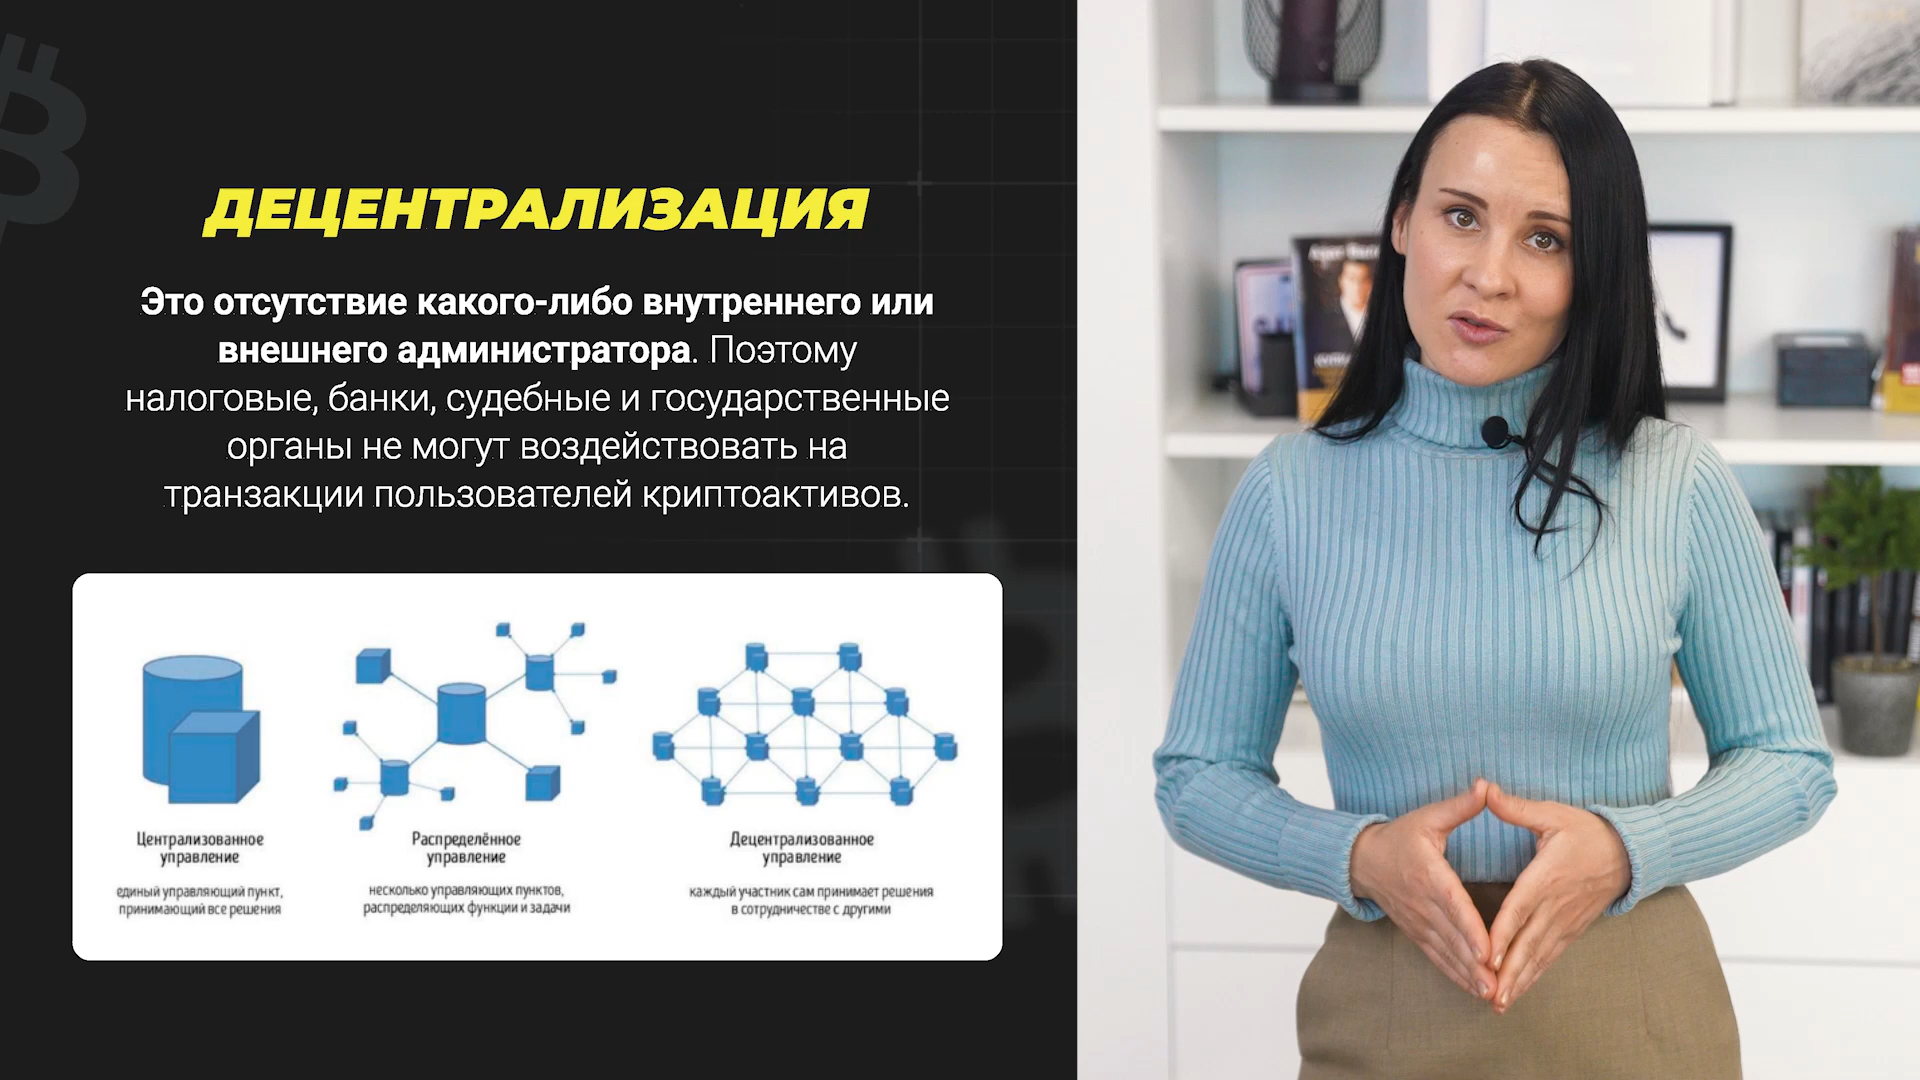 ДЕЦЕНТРАЛИЗАЦИЯ
Это отсутствие какого-либо внутреннего или
внешнего администратора. Поэтому
налоговые, банки, судебные и государственные
органы не могут воздействовать на
транзакции пользователей криптоактивов.
Централизованное
управление
единый управляющий пункт,
принимающий все решения
Распределённое
управление
несколько управляющих пунктов,
распределяющих функции и задачи
Децентрализованное
управление
каждый участник сам принимает решения
в сотрудничестве с другими